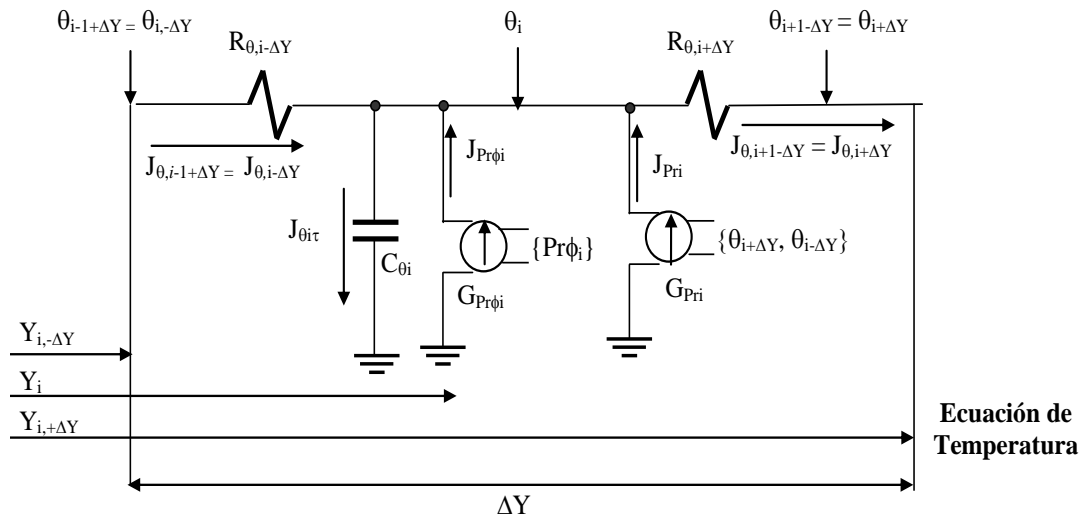 θi-1+ΔY = θi,-ΔY
θi
θi+1-ΔY = θi+ΔY
Rθ,i-ΔY
Rθ,i+ΔY
Jθ,i-1+ΔY = Jθ,i-ΔY
JPrϕi
JPri
Jθ,i+1-ΔY = Jθ,i+ΔY
Jθiτ
Cθi
{Prϕi}
{θi+ΔY, θi-ΔY}
GPrϕi
GPri
Yi,-ΔY
Yi
Yi,+ΔY
Ecuación de
Temperatura
ΔY